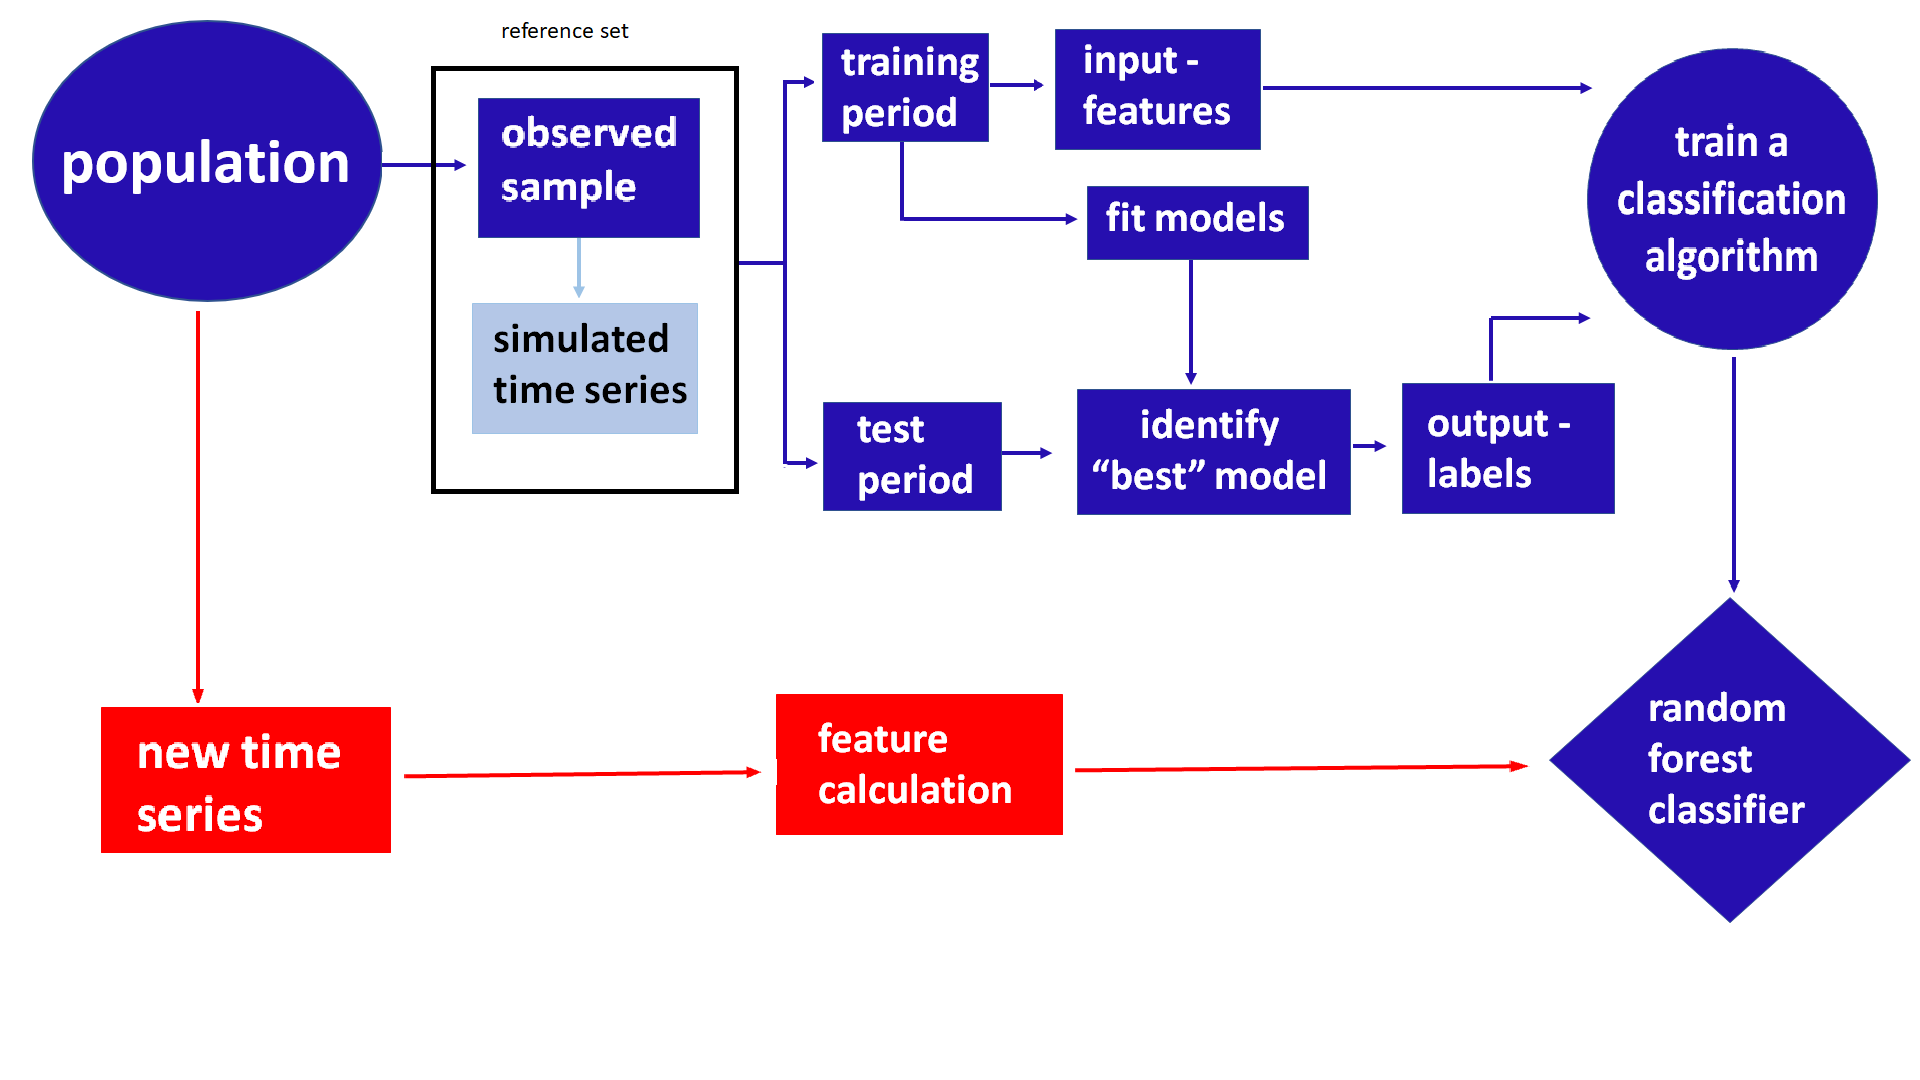 reference set
population
observed
sample
simulated
time series
training
period
input -
features
fit models
test
period
identify
“best” model
output -
labels
train a
classification
algorithm
new time
series
feature
calculation
random
forest
classifier